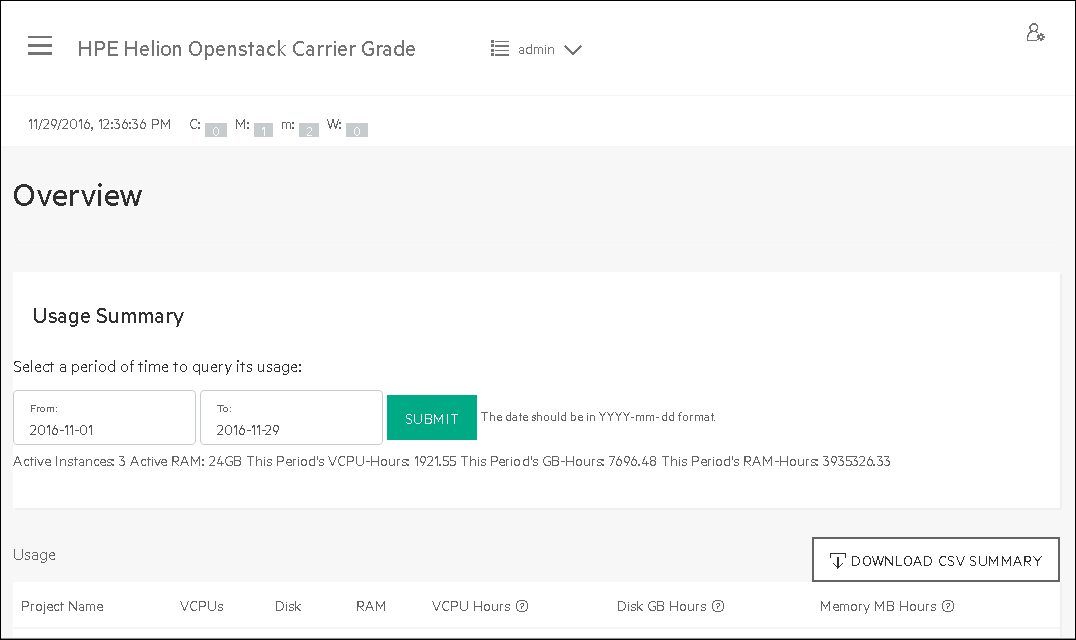 HPE Helion Openstack Carrier Grade admin
11/29/2016, 12:36:36 PM C: 0 M: 1 m: 2 W: 0
Overview
Usage Summary
Select a period of time to query its usage:
From: To:
2016-11-01 2016-11-29 SUBMIT The date should be in YYYY-mm-dd format.
Active Instances: 3 Active RAM: 24GB This Period's VCPU-Hours: 1921.55 This Period's GB-Hours: 7696.48 This Period's RAM-Hours: 3935326.33
Usage DOWNLOAD CSV SUMMARY
Project Name VCPUs Disk RAM VCPU Hours ? Disk GB Hours ? Memory MB Hours ?